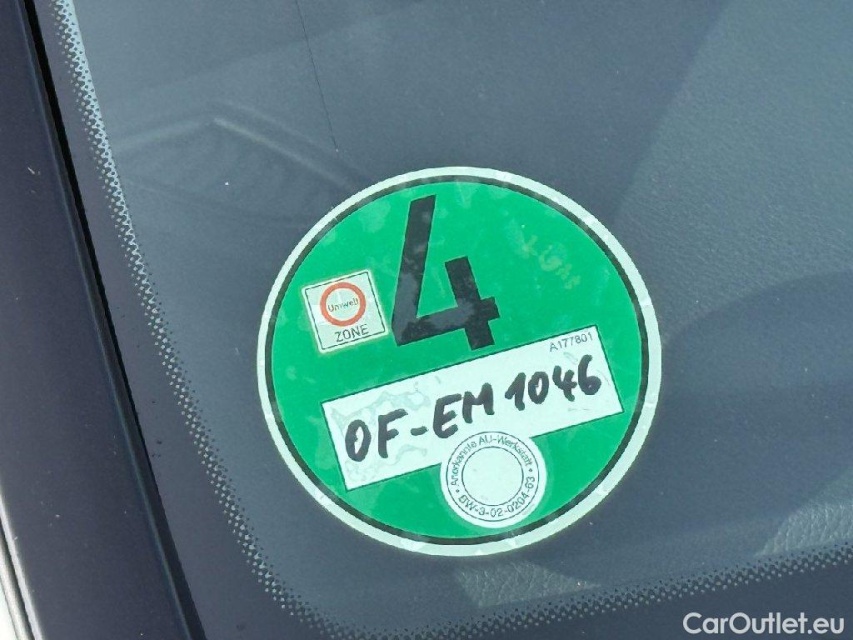 4
Umwelt
ZONE
A177801
OF-EM 1046
Anerkannte AU-Werkstatt
• BW-3-02-0204-63 •
CarOutlet.eu